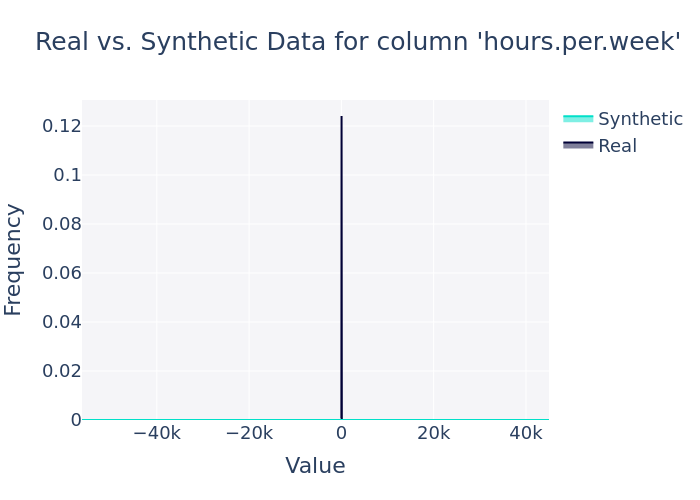 Real vs. Synthetic Data for column 'hours.per.week'
Synthetic
Real
0.12
0.1
0.08
0.06
0.04
0.02
0
Frequency
−40k
−20k
0
20k
40k
Value